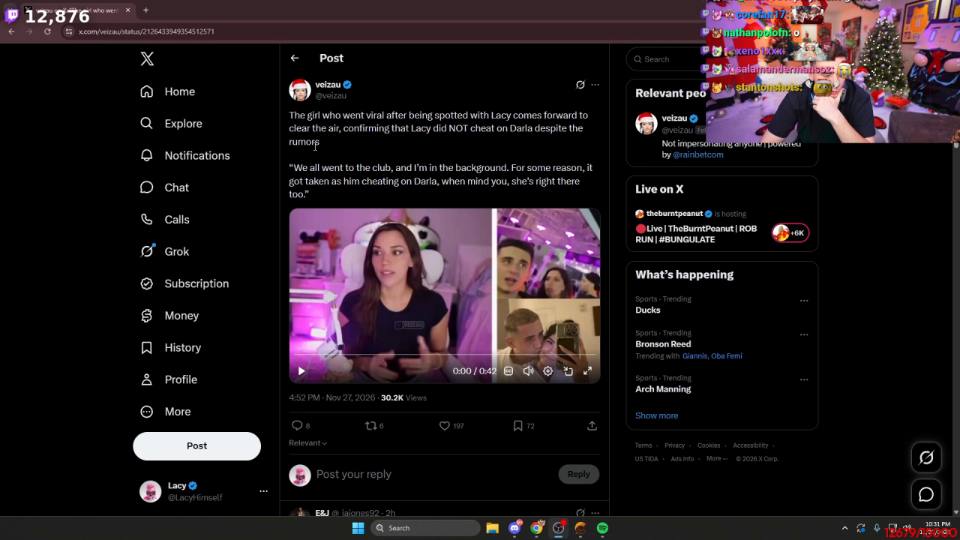 12,876
x.com/veizau/status/2126433949354512571
Post
veizau
@veizau
The girl who went viral after being spotted with Lacy comes forward to
clear the air, confirming that Lacy did NOT cheat on Darla despite the
rumors
“We all went to the club, and I’m in the background. For some reason, it
got taken as him cheating on Darla, when mind you, she’s right there
too.”
0:00 / 0:42
4:52 PM · Nov 27, 2026 · 30.2K Views
8
6
197
72
Relevant
Post your reply
Reply
E&J @jajones92 · 2h
Home
Explore
Notifications
Chat
Calls
Grok
Subscription
Money
History
Profile
More
Post
Lacy
@LacyHimself
Search
Relevant peo
veizau
@veizau
Not impersonating anyone | powered
by @rainbetcom
Live on X
theburntpeanut is hosting
Live | TheBurntPeanut | ROB
RUN | #BUNGULATE
+6K
What’s happening
Sports · Trending
Ducks
Sports · Trending
Bronson Reed
Trending with Giannis, Oba Femi
Sports · Trending
Arch Manning
Show more
Terms · Privacy · Cookies · Accessibility ·
Ads info · More · © 2026 X Corp.
nathanpolofn: o
xeno1xxx:
stantonshots:
Search
10:31 PM